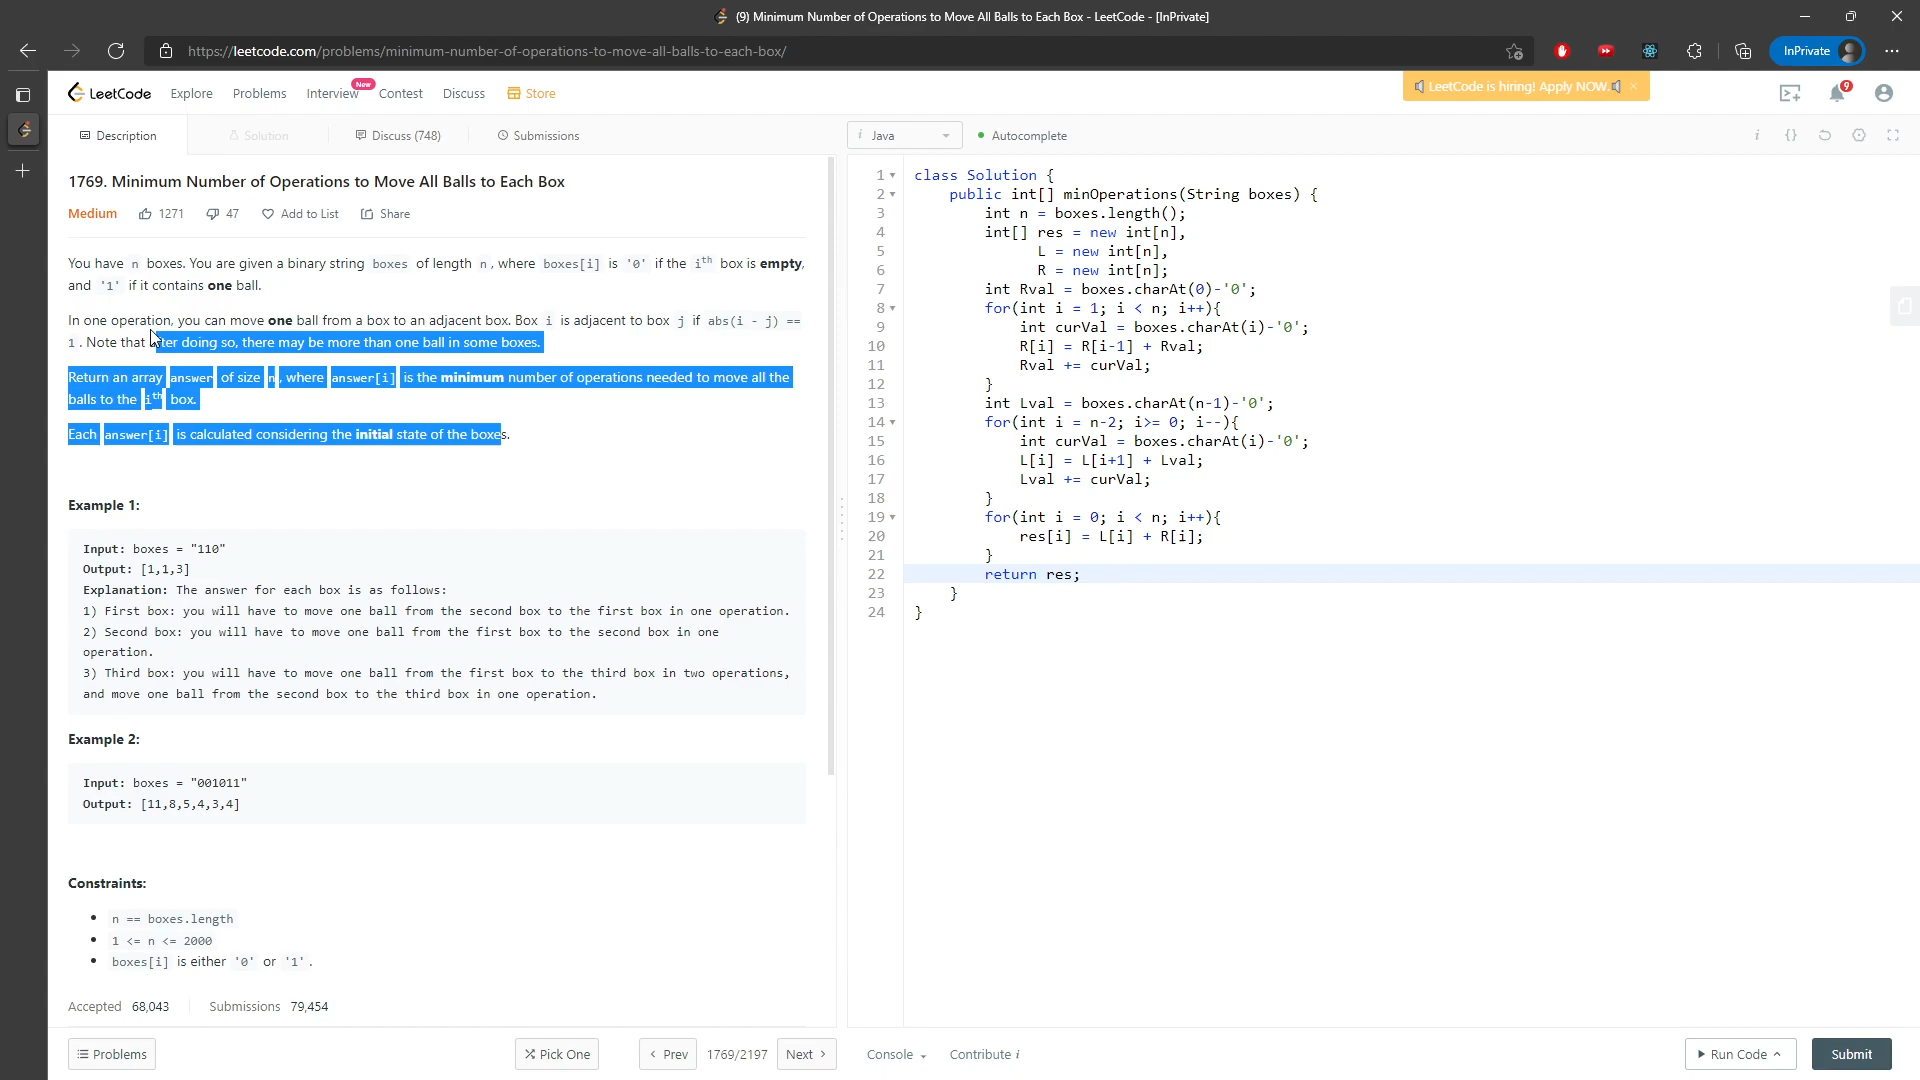 (9) Minimum Number of Operations to Move All Balls to Each Box - LeetCode - [InPrivate]
https://leetcode.com/problems/minimum-number-of-operations-to-move-all-balls-to-each-box/
InPrivate
LeetCode Explore Problems Interview New Contest Discuss Store
LeetCode is hiring! Apply NOW.
9
Description Solution Discuss (748) Submissions
1769. Minimum Number of Operations to Move All Balls to Each Box
Medium 1271 47 Add to List Share
You have n boxes. You are given a binary string boxes of length n, where boxes[i] is '0' if the ith box is empty,
and '1' if it contains one ball.
In one operation, you can move one ball from a box to an adjacent box. Box i is adjacent to box j if abs(i - j) ==
1. Note that after doing so, there may be more than one ball in some boxes.
Return an array answer of size n, where answer[i] is the minimum number of operations needed to move all the
balls to the ith box.
Each answer[i] is calculated considering the initial state of the boxes.
Example 1:
Input: boxes = "110"
Output: [1,1,3]
Explanation: The answer for each box is as follows:
1) First box: you will have to move one ball from the second box to the first box in one operation.
2) Second box: you will have to move one ball from the first box to the second box in one
operation.
3) Third box: you will have to move one ball from the first box to the third box in two operations,
and move one ball from the second box to the third box in one operation.
Example 2:
Input: boxes = "001011"
Output: [11,8,5,4,3,4]
Constraints:
n == boxes.length
1 <= n <= 2000
boxes[i] is either '0' or '1'.
Accepted 68,043 Submissions 79,454
Problems Pick One Prev 1769/2197 Next
i Java Autocomplete
1 class Solution {
2 public int[] minOperations(String boxes) {
3 int n = boxes.length();
4 int[] res = new int[n],
5 L = new int[n],
6 R = new int[n];
7 int Rval = boxes.charAt(0)-'0';
8 for(int i = 1; i < n; i++){
9 int curVal = boxes.charAt(i)-'0';
10 R[i] = R[i-1] + Rval;
11 Rval += curVal;
12 }
13 int Lval = boxes.charAt(n-1)-'0';
14 for(int i = n-2; i>= 0; i--){
15 int curVal = boxes.charAt(i)-'0';
16 L[i] = L[i+1] + Lval;
17 Lval += curVal;
18 }
19 for(int i = 0; i < n; i++){
20 res[i] = L[i] + R[i];
21 }
22 return res;
23 }
24 }
Console Contribute i Run Code Submit